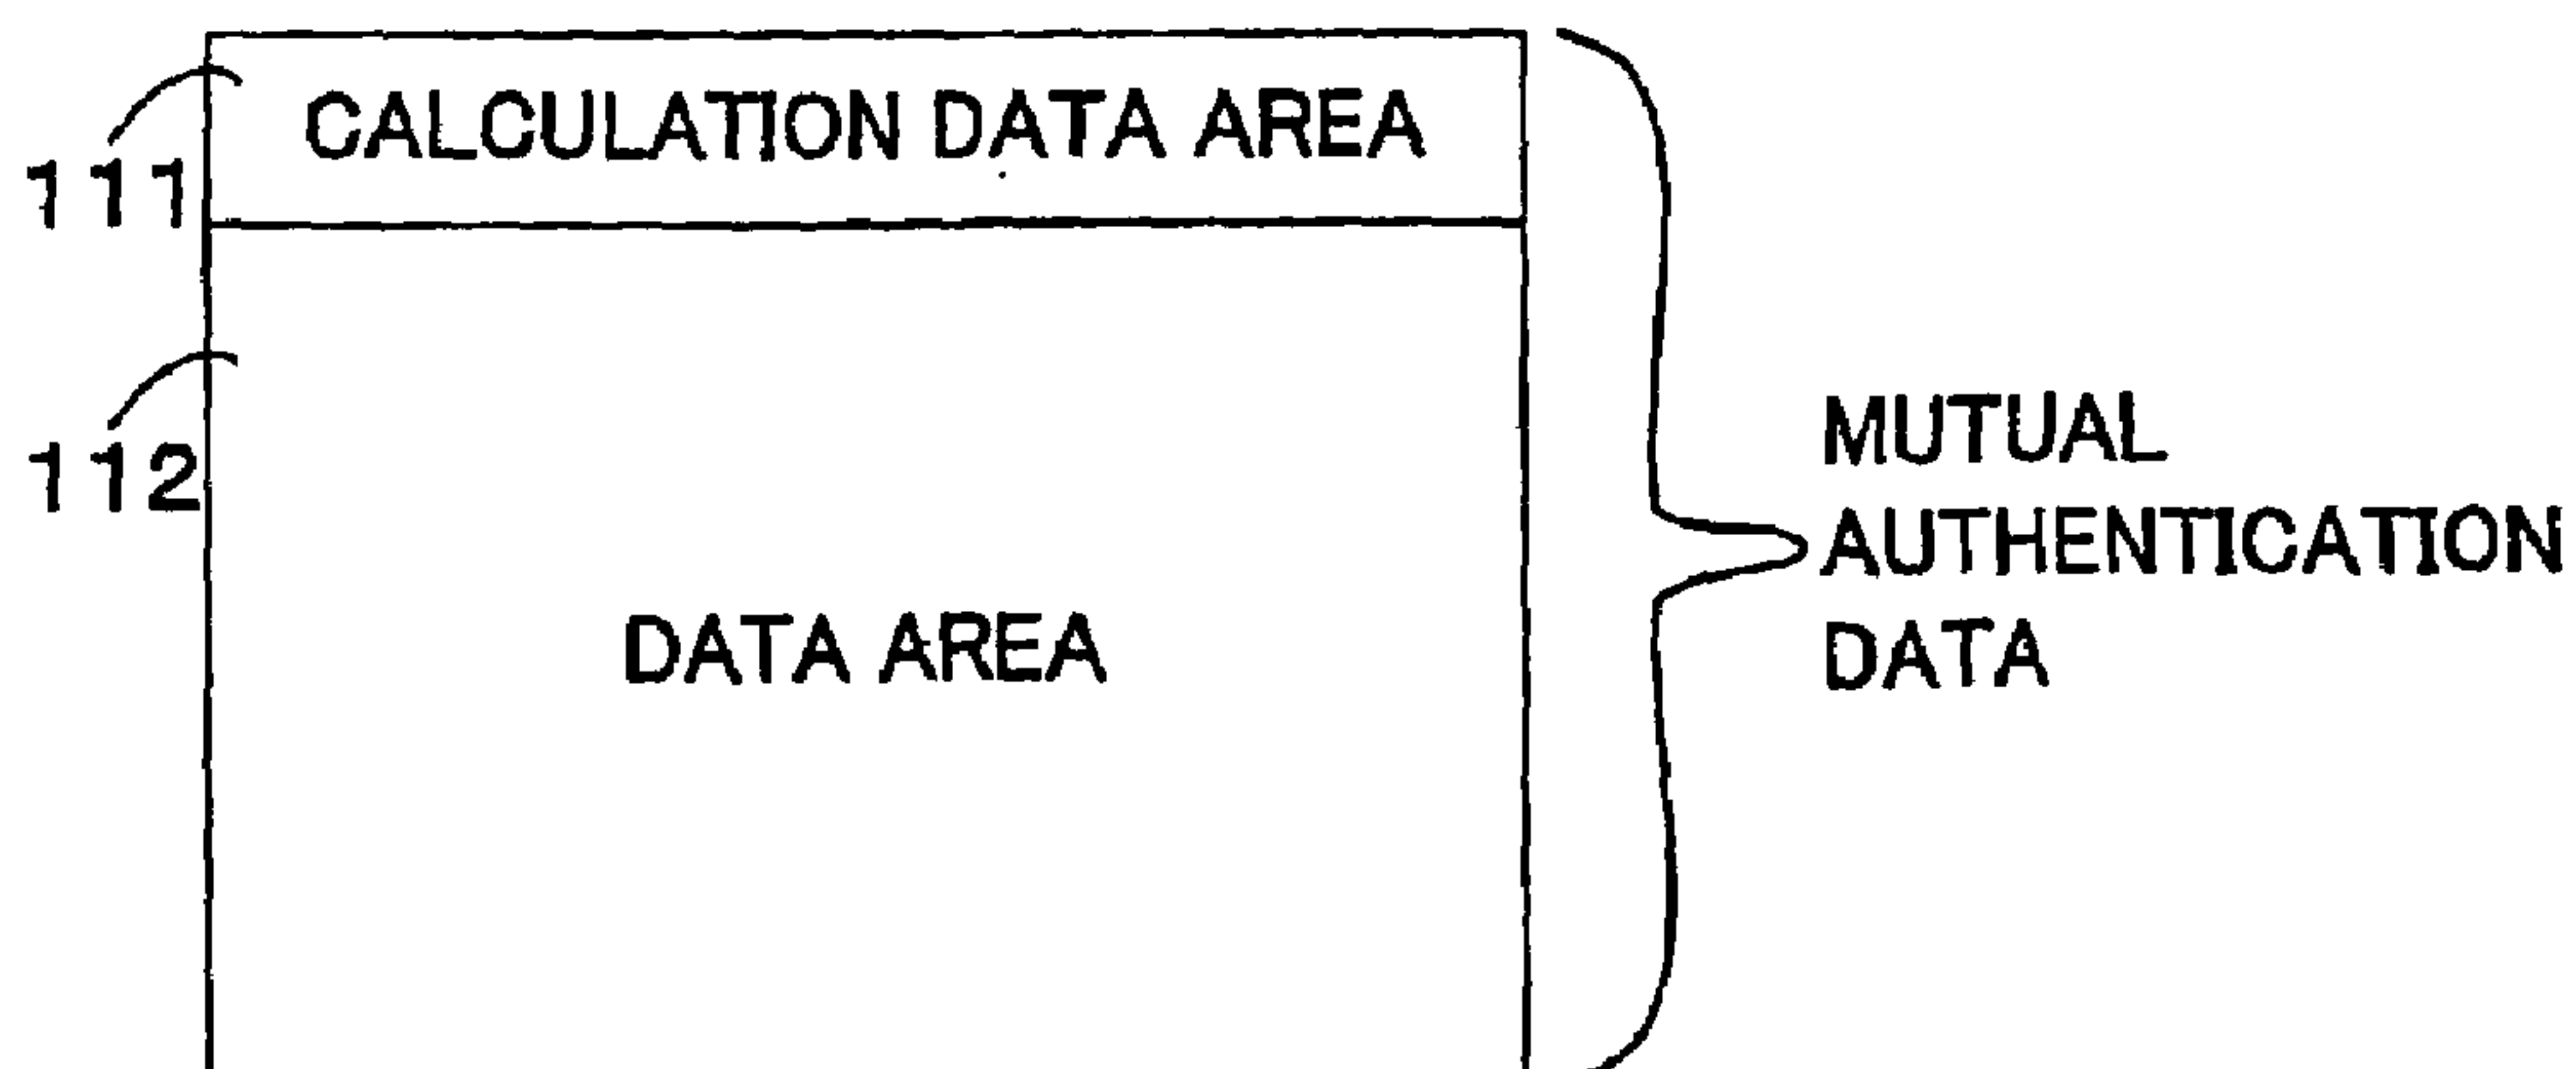 111
CALCULATION DATA AREA
112
DATA AREA
MUTUAL
AUTHENTICATION
DATA